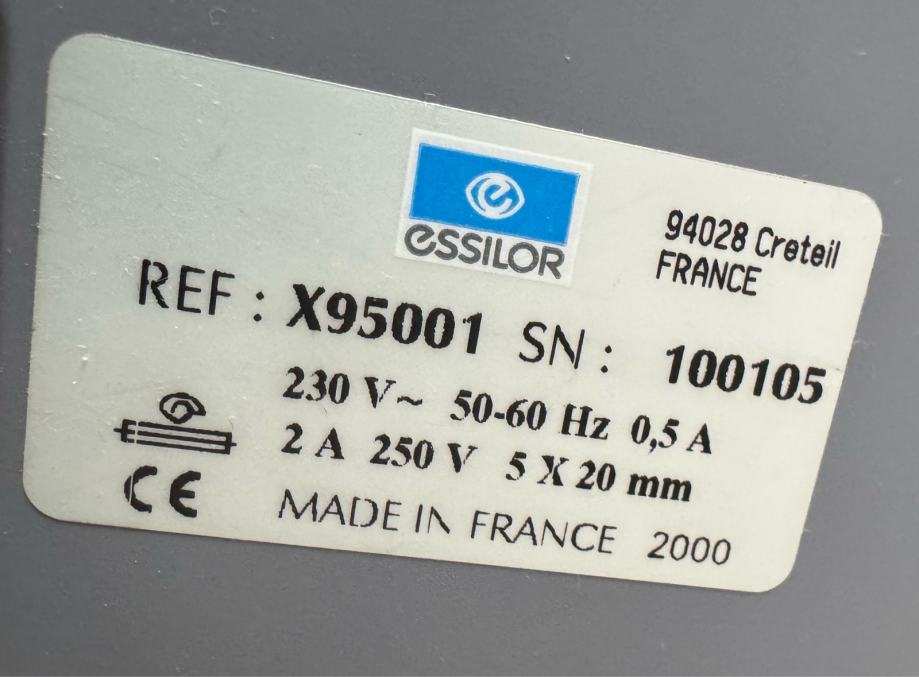 essilor
94028 Creteil
FRANCE
REF : X95001 SN : 100105
230 V~ 50-60 Hz 0,5 A
2 A 250 V 5 X 20 mm
CE MADE IN FRANCE 2000